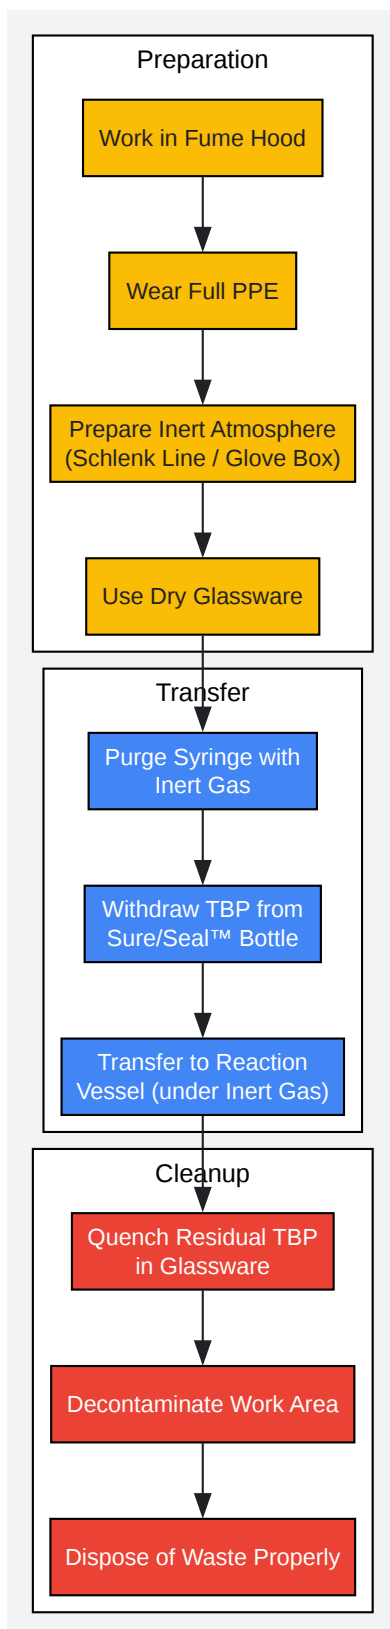 Preparation
Work in Fume Hood
Wear Full PPE
Prepare Inert Atmosphere
(Schlenk Line / Glove Box)
Use Dry Glassware
Transfer
Purge Syringe with
Inert Gas
Withdraw TBP from
Sure/Seal™ Bottle
Transfer to Reaction
Vessel (under Inert Gas)
Cleanup
Quench Residual TBP
in Glassware
Decontaminate Work Area
Dispose of Waste Properly